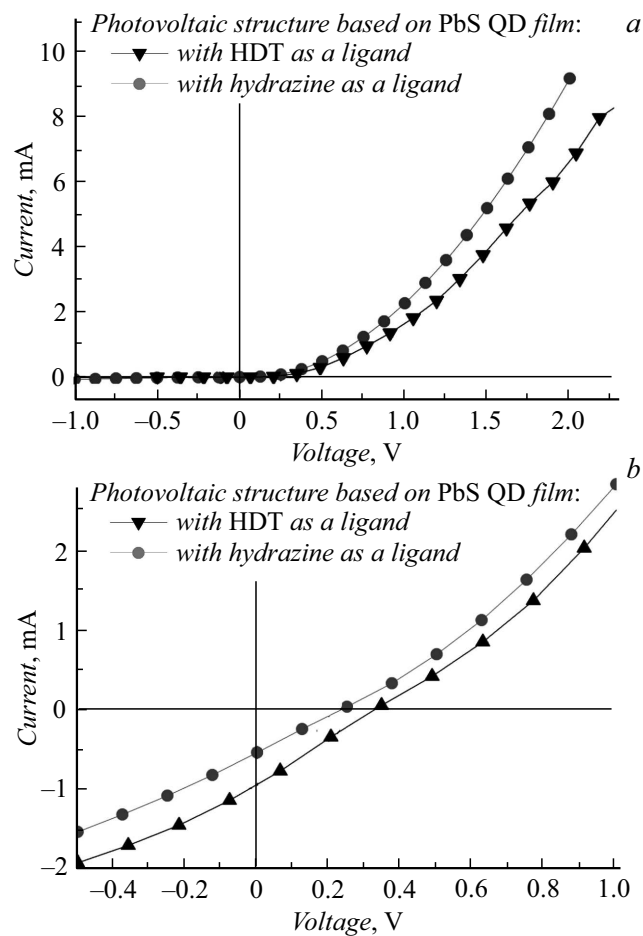 Photovoltaic structure based on PbS QD film: a
with HDT as a ligand
with hydrazine as a ligand
10
8
6
4
2
0
Current, mA
–1.0 –0.5 0 0.5 1.0 1.5 2.0
Voltage, V
b
Photovoltaic structure based on PbS QD film:
with HDT as a ligand
with hydrazine as a ligand
2
1
0
–1
–2
Current, mA
–0.4 –0.2 0 0.2 0.4 0.6 0.8 1.0
Voltage, V